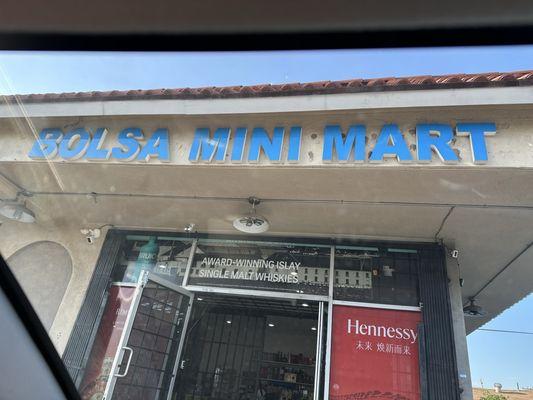 BOLSA MINI MART
AWARD-WINNING ISLAY
SINGLE MALT WHISKIES
Hennessy
未来 焕新而来